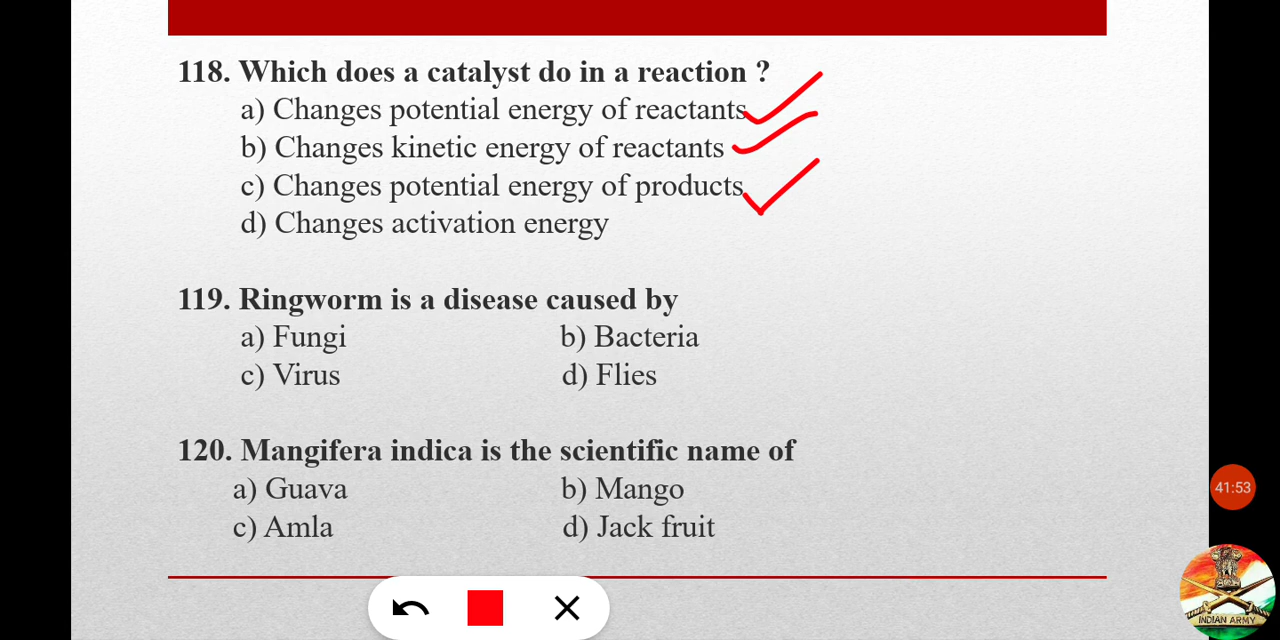 118. Which does a catalyst do in a reaction ?
a) Changes potential energy of reactants
b) Changes kinetic energy of reactants
c) Changes potential energy of products
d) Changes activation energy
119. Ringworm is a disease caused by
a) Fungi b) Bacteria
c) Virus d) Flies
120. Mangifera indica is the scientific name of
a) Guava b) Mango
c) Amla d) Jack fruit
41:53
INDIAN ARMY